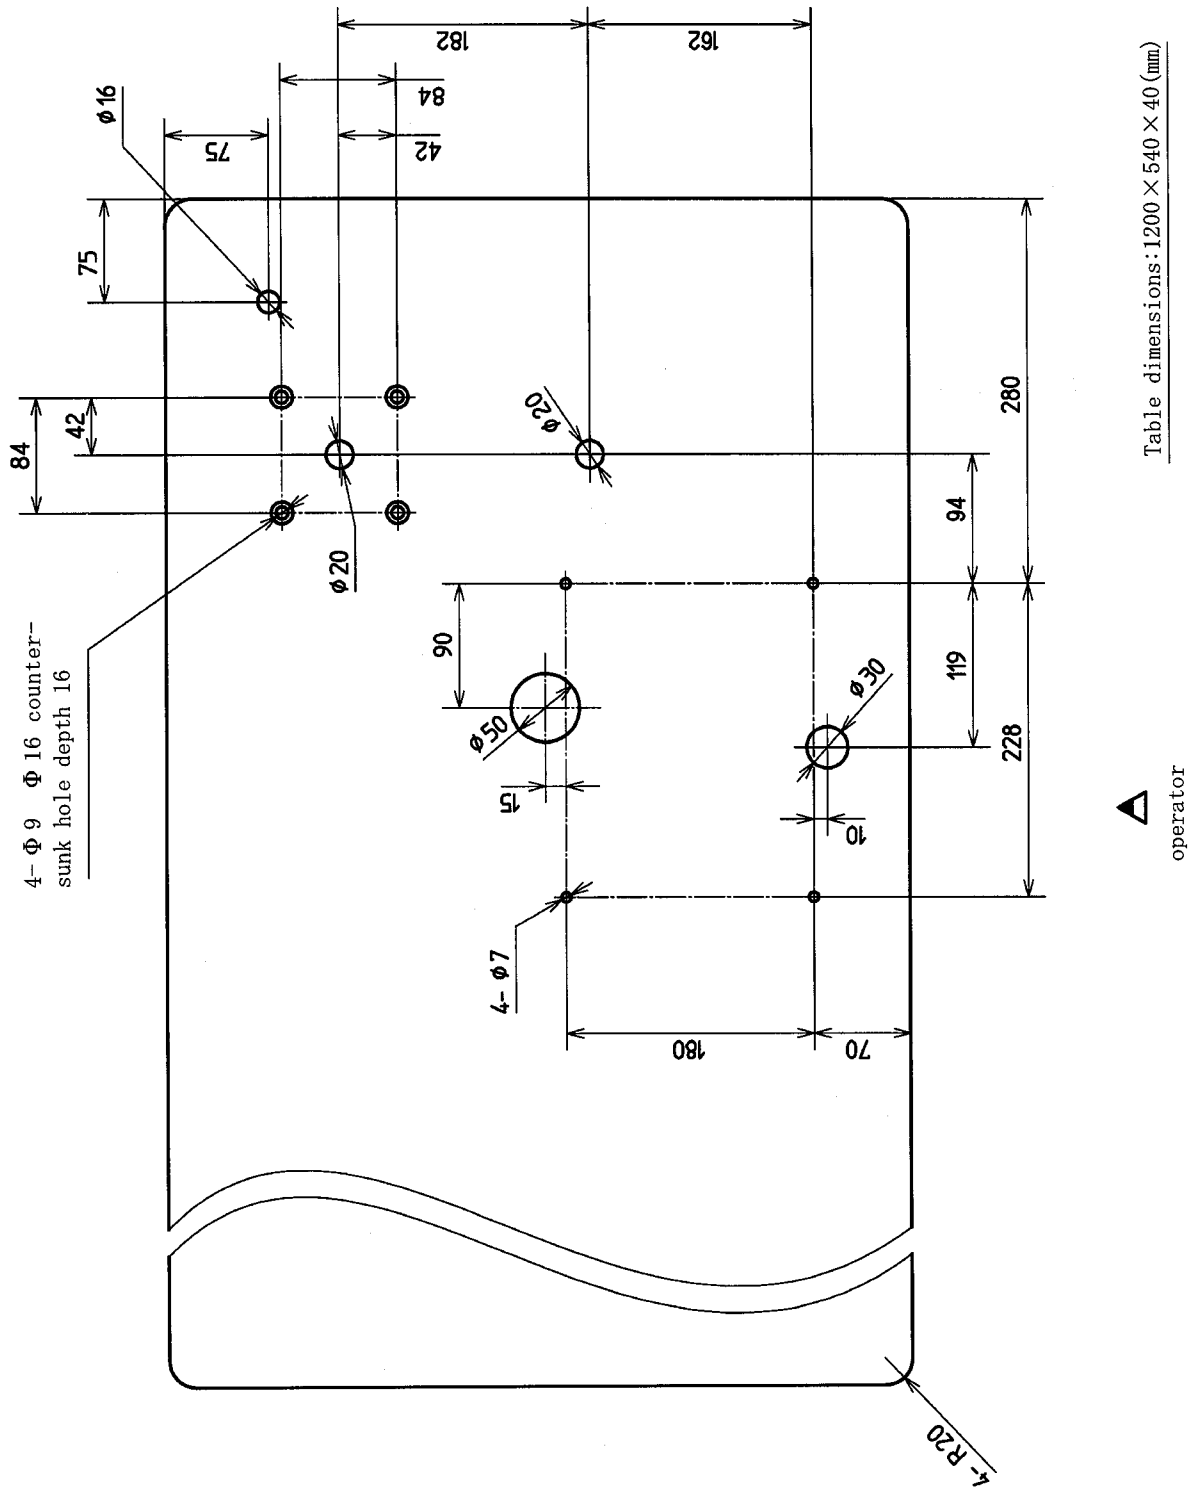 4- Φ 9 Φ 16 counter-
sunk hole depth 16
84
42
75
ϕ16
75
84
42
182
162
ϕ20
ϕ20
90
ϕ50
15
4- ϕ7
180
70
10
ϕ30
94
119
280
228
4- R20
Table dimensions:1200×540×40(mm)
operator